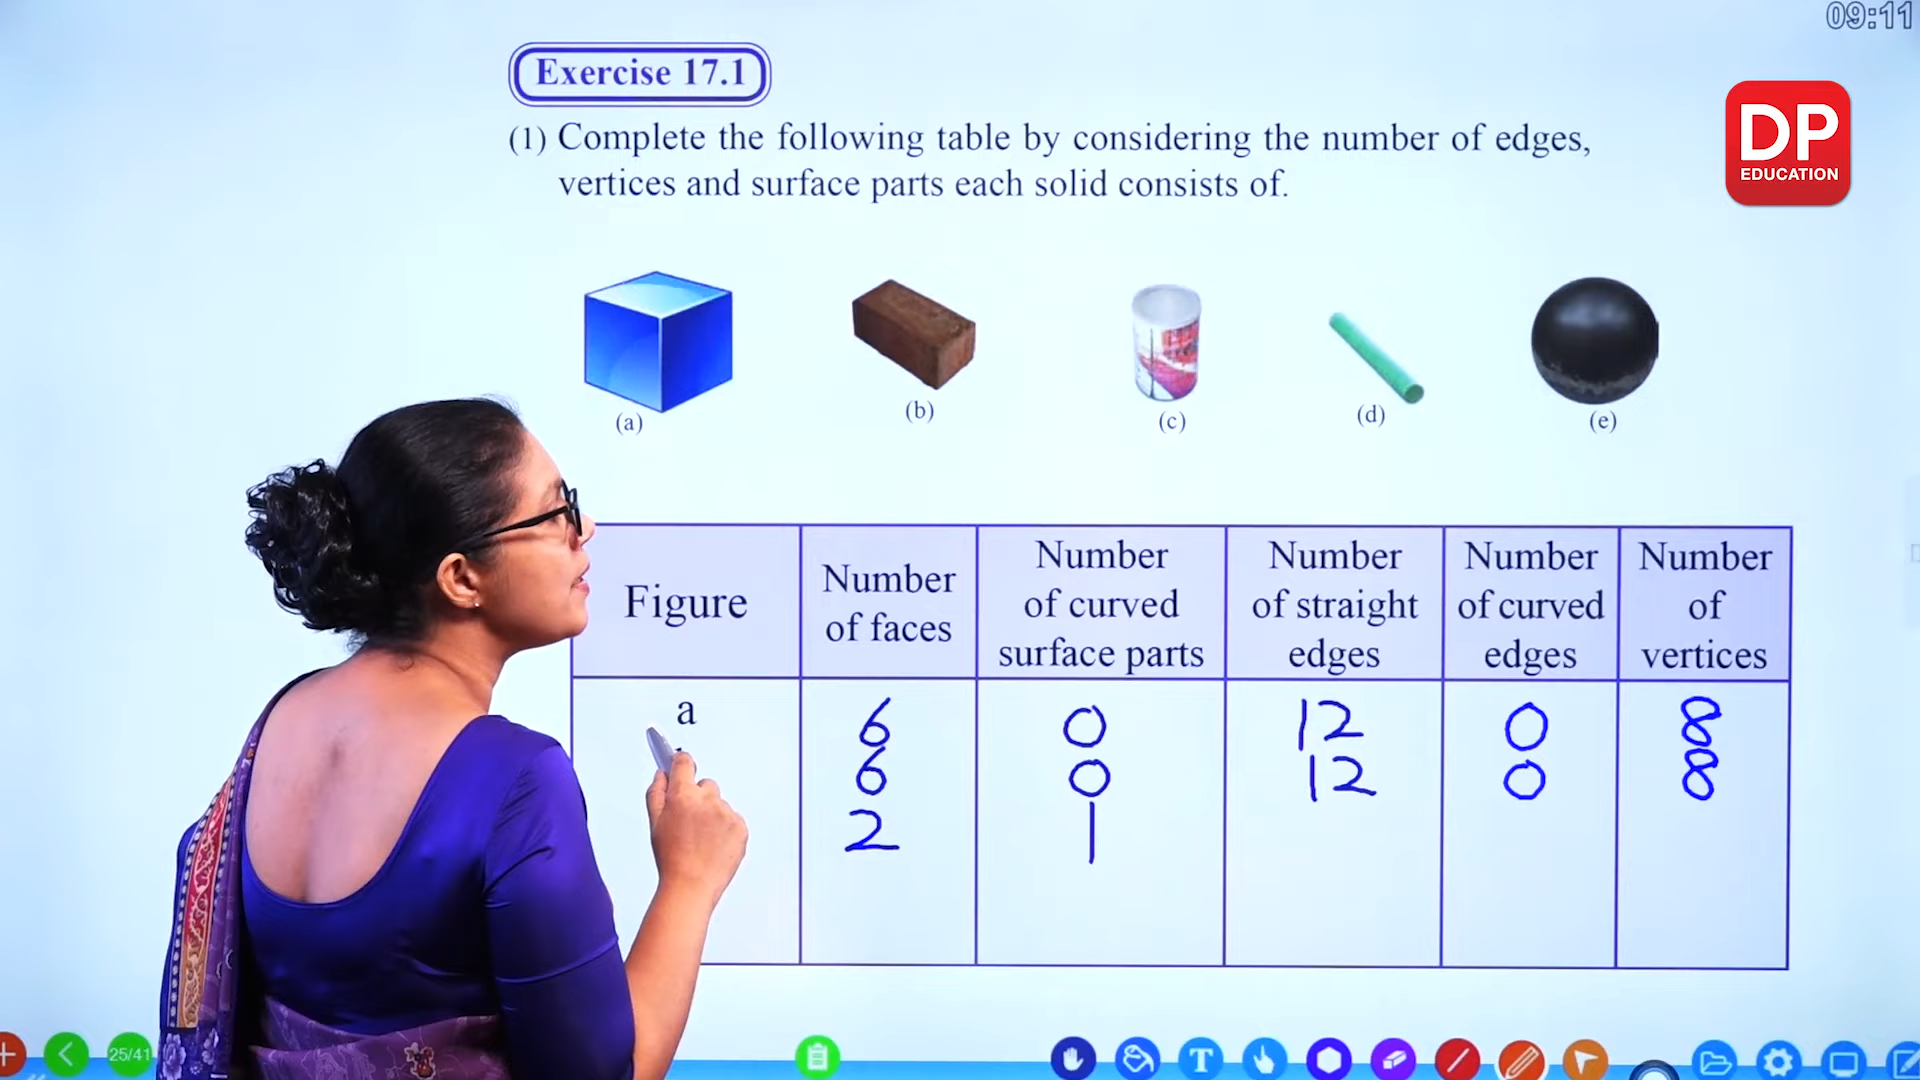 09:11
Exercise 17.1
DP
EDUCATION
(1) Complete the following table by considering the number of edges,
vertices and surface parts each solid consists of.
(a)
(b)
(c)
(d)
(e)
Figure
Number
of faces
Number
of curved
surface parts
Number
of straight
edges
Number
of curved
edges
Number
of
vertices
a 6 0 12 0 8
6 0 12 0 8
2 1
25/41
T